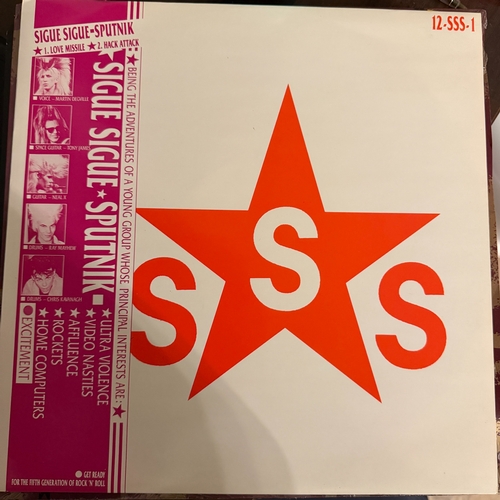 SIGUE SIGUE-SPUTNIK
★ 1. LOVE MISSILE ★ 2. HACK ATTACK
12-SSS-1
VOICE - MARTIN DEGVILLE
SPACE GUITAR - TONY JAMES
GUITAR - NEAL X
DRUMS - RAY MAYHEW
DRUMS - CHRIS KAVANAGH
★ SIGUE SIGUE ★ SPUTNIK
★ BEING THE ADVENTURES OF A YOUNG GROUP WHOSE PRINCIPAL INTERESTS ARE: ★
★ ULTRA VIOLENCE
★ VIDEO NASTIES
★ AFFLUENCE
★ ROCKETS
★ HOME COMPUTERS
EXCITEMENT
S S S
GET READY
FOR THE FIFTH GENERATION OF ROCK 'N' ROLL